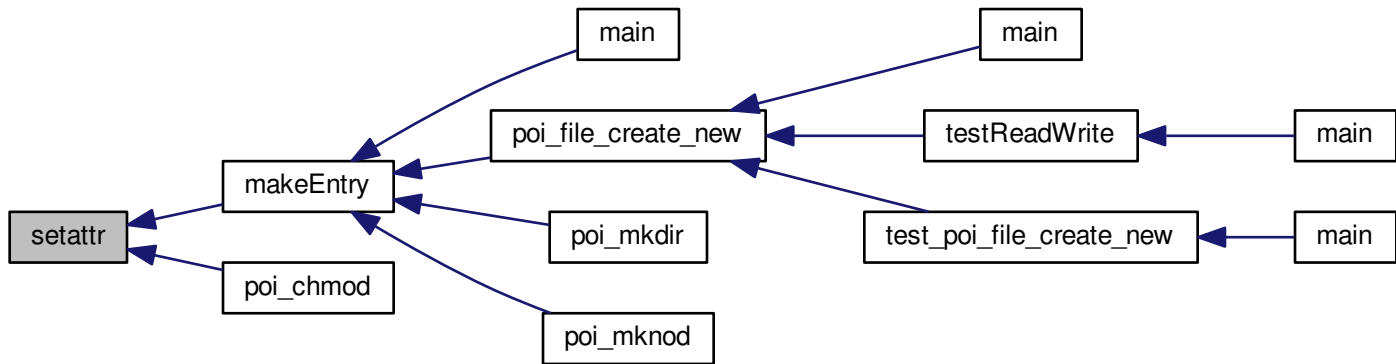 main
main
poi_file_create_new
testReadWrite
main
makeEntry
setattr
poi_mkdir
test_poi_file_create_new
main
poi_chmod
poi_mknod